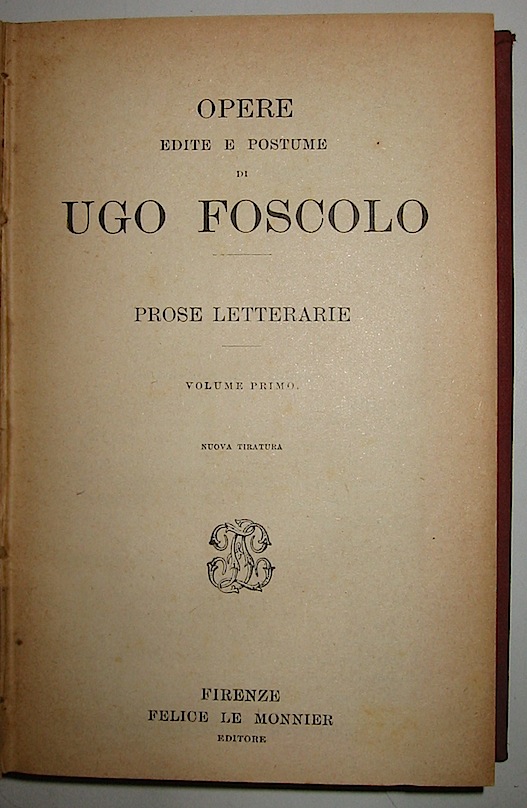 OPERE
EDITE E POSTUME
DI
UGO FOSCOLO
PROSE LETTERARIE
VOLUME PRIMO.
NUOVA TIRATURA
FIRENZE
FELICE LE MONNIER
EDITORE